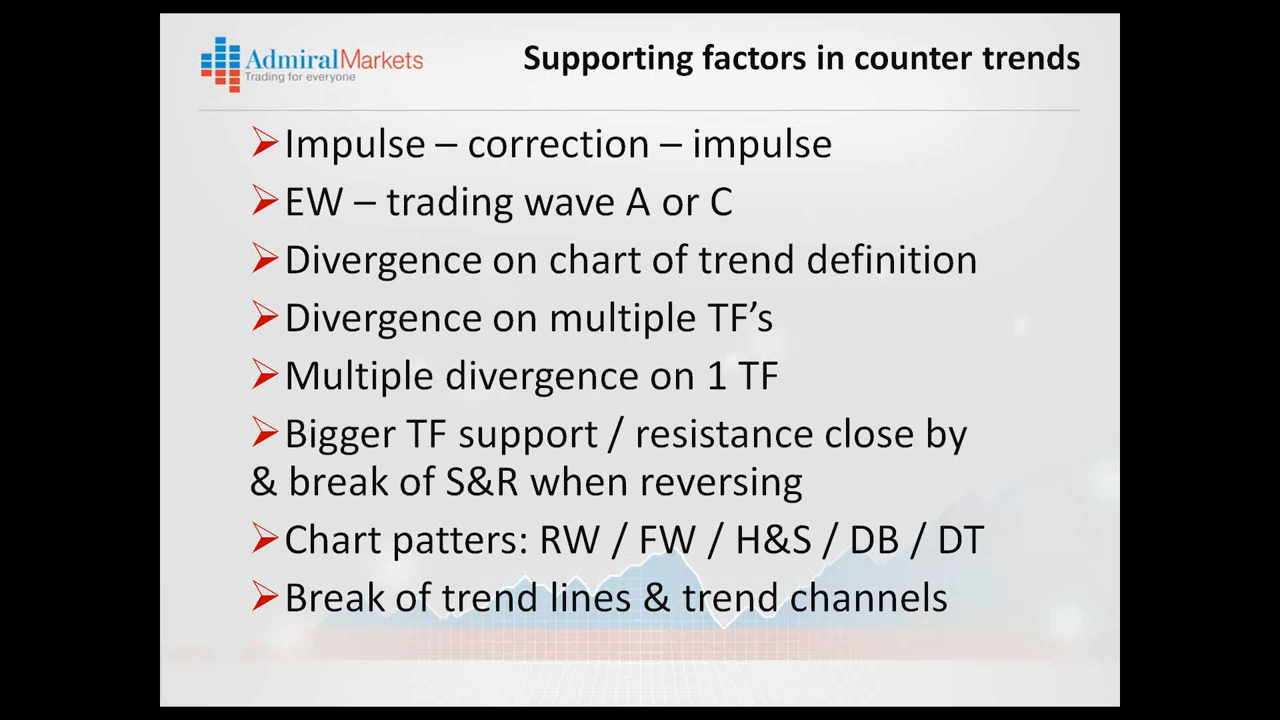 AdmiralMarkets
Trading for everyone
Supporting factors in counter trends
➢Impulse – correction – impulse
➢EW – trading wave A or C
➢Divergence on chart of trend definition
➢Divergence on multiple TF’s
➢Multiple divergence on 1 TF
➢Bigger TF support / resistance close by
& break of S&R when reversing
➢Chart patters: RW / FW / H&S / DB / DT
➢Break of trend lines & trend channels